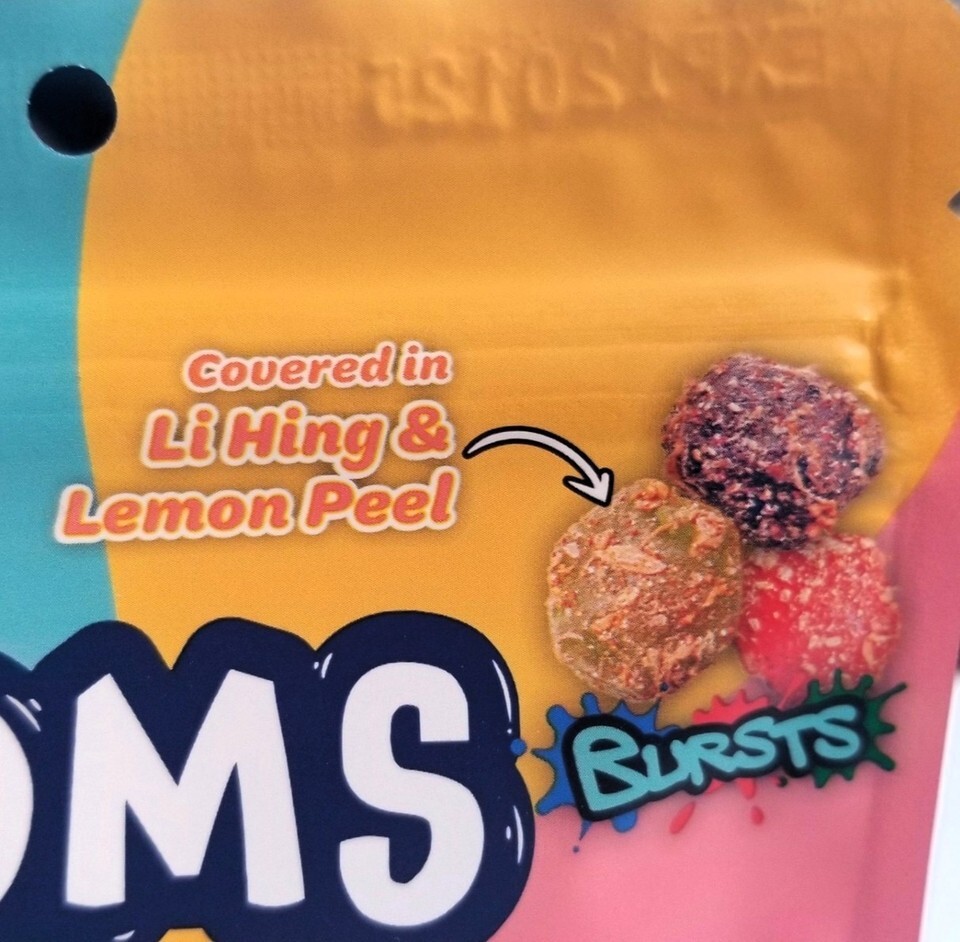 Covered in
Li Hing &
Lemon Peel
OMS
BURSTS